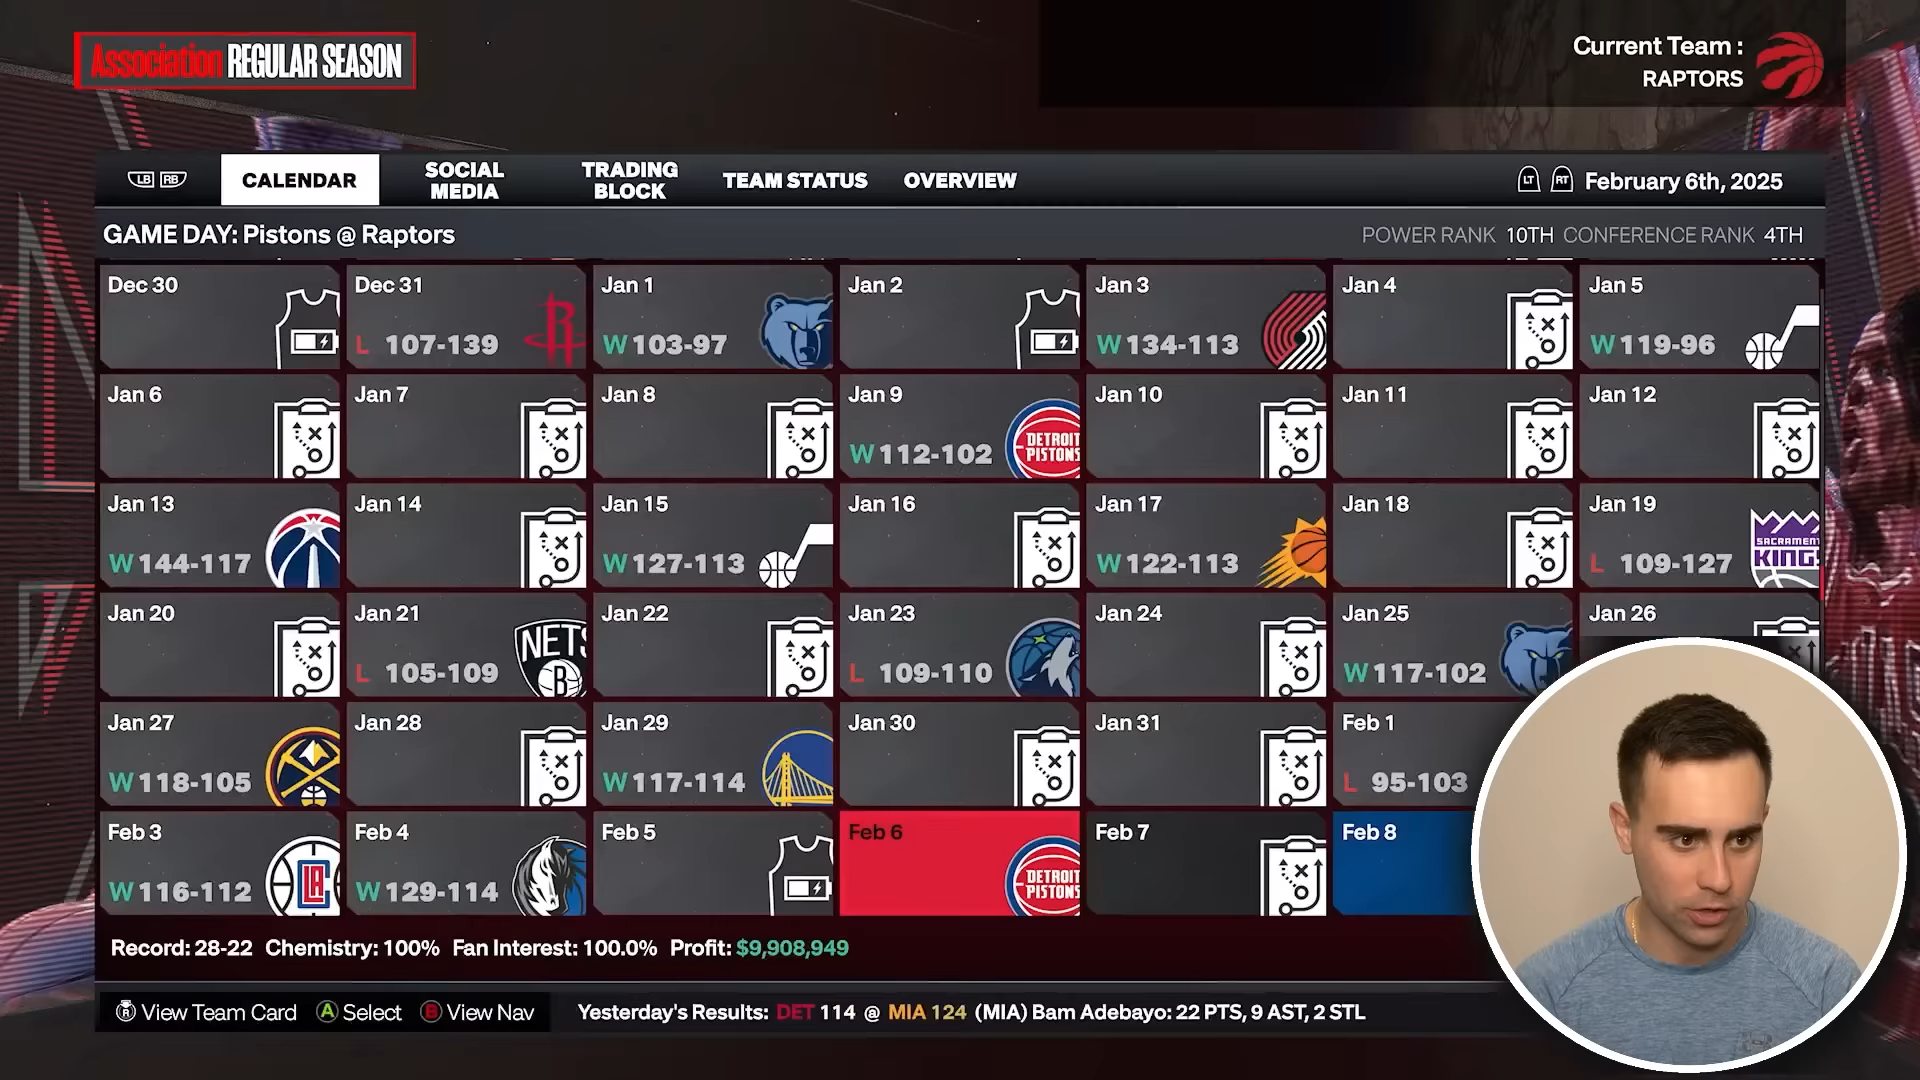 Association REGULAR SEASON
Current Team :
RAPTORS
LB RB
CALENDAR
SOCIAL MEDIA
TRADING BLOCK
TEAM STATUS
OVERVIEW
LT RT February 6th, 2025
GAME DAY: Pistons @ Raptors
POWER RANK 10TH CONFERENCE RANK 4TH
Dec 30
Dec 31
L 107-139
R
Jan 1
W 103-97
Jan 2
Jan 3
W 134-113
Jan 4
Jan 5
W 119-96
Jan 6
Jan 7
Jan 8
Jan 9
W 112-102
DETROIT PISTONS
Jan 10
Jan 11
Jan 12
Jan 13
W 144-117
Jan 14
Jan 15
W 127-113
Jan 16
Jan 17
W 122-113
Jan 18
Jan 19
L 109-127
SACRAMENTO KINGS
Jan 20
Jan 21
L 105-109
NETS B
Jan 22
Jan 23
L 109-110
Jan 24
Jan 25
W 117-102
Jan 26
Jan 27
W 118-105
Jan 28
Jan 29
W 117-114
Jan 30
Jan 31
Feb 1
L 95-103
Feb 3
W 116-112
LA
Feb 4
W 129-114
Feb 5
Feb 6
DETROIT PISTONS
Feb 7
Feb 8
Record: 28-22 Chemistry: 100% Fan Interest: 100.0% Profit: $9,908,949
R View Team Card A Select B View Nav
Yesterday's Results: DET 114 @ MIA 124 (MIA) Bam Adebayo: 22 PTS, 9 AST, 2 STL